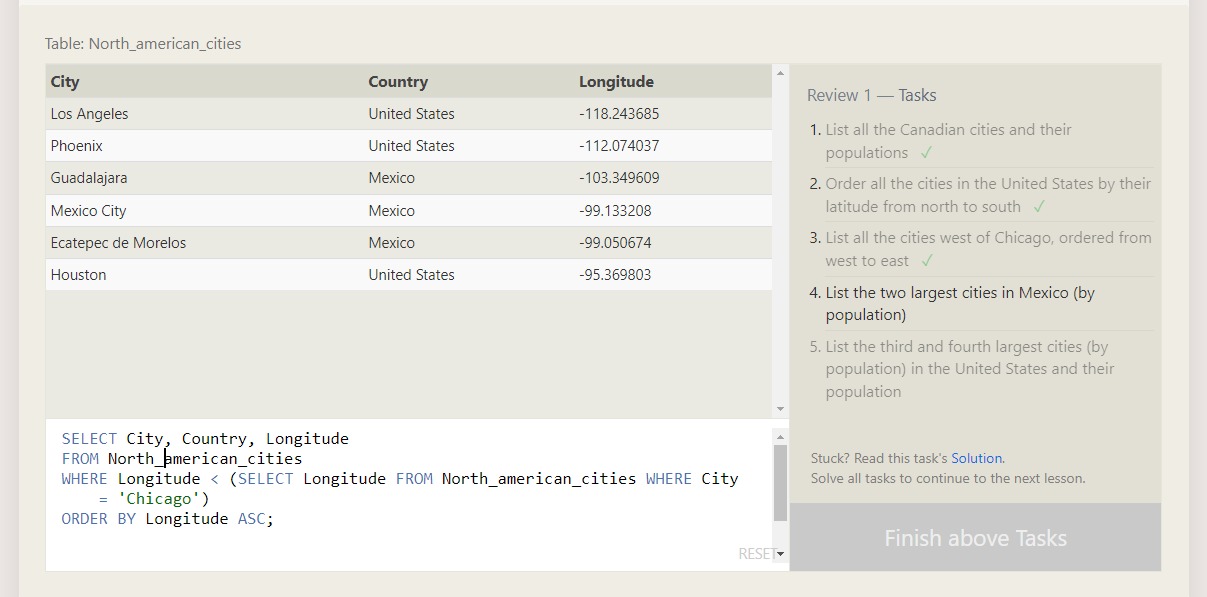 Table: North_american_cities
City Country Longitude
Los Angeles United States -118.243685
Phoenix United States -112.074037
Guadalajara Mexico -103.349609
Mexico City Mexico -99.133208
Ecatepec de Morelos Mexico -99.050674
Houston United States -95.369803
SELECT City, Country, Longitude
FROM North_american_cities
WHERE Longitude < (SELECT Longitude FROM North_american_cities WHERE City
= 'Chicago')
ORDER BY Longitude ASC;
RESET
Review 1 — Tasks
1. List all the Canadian cities and their
populations ✓
2. Order all the cities in the United States by their
latitude from north to south ✓
3. List all the cities west of Chicago, ordered from
west to east ✓
4. List the two largest cities in Mexico (by
population)
5. List the third and fourth largest cities (by
population) in the United States and their
population
Stuck? Read this task's Solution.
Solve all tasks to continue to the next lesson.
Finish above Tasks